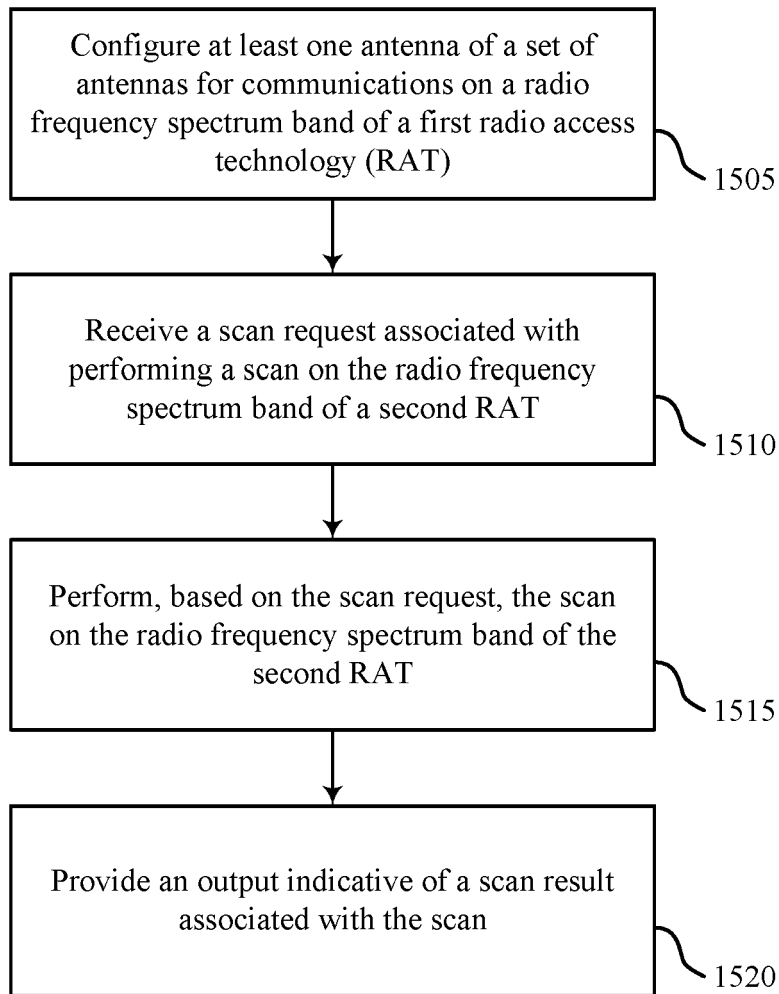 Configure at least one antenna of a set of
antennas for communications on a radio
frequency spectrum band of a first radio access
technology (RAT)
1505
Receive a scan request associated with
performing a scan on the radio frequency
spectrum band of a second RAT
1510
Perform, based on the scan request, the scan
on the radio frequency spectrum band of the
second RAT
1515
Provide an output indicative of a scan result
associated with the scan
1520